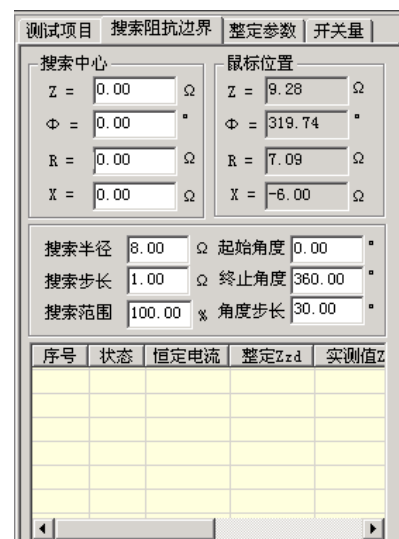 测试项目 搜索阻抗边界 整定参数 开关量
搜索中心 鼠标位置
Z = 0.00 Ω Z = 9.28 Ω
Φ = 0.00 ° Φ = 319.74 °
R = 0.00 Ω R = 7.09 Ω
X = 0.00 Ω X = -6.00 Ω
搜索半径 8.00 Ω 起始角度 0.00 °
搜索步长 1.00 Ω 终止角度 360.00 °
搜索范围 100.00 % 角度步长 30.00 °
序号 状态 恒定电流 整定Zzd 实测值Z